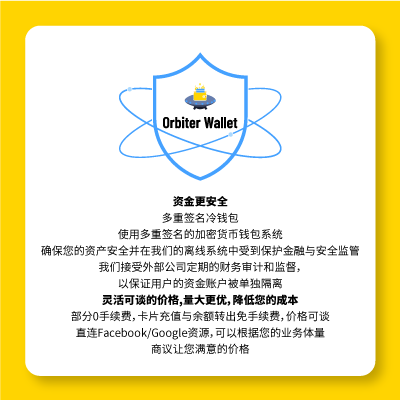 Orbiter Wallet
资金更安全
多重签名冷钱包
使用多重签名的加密货币钱包系统
确保您的资产安全并在我们的离线系统中受到保护金融与安全监管
我们接受外部公司定期的财务审计和监督,
以保证用户的资金账户被单独隔离
灵活可谈的价格,量大更优,降低您的成本
部分0手续费,卡片充值与余额转出免手续费,价格可谈
直连Facebook/Google资源,可以根据您的业务体量
商议让您满意的价格